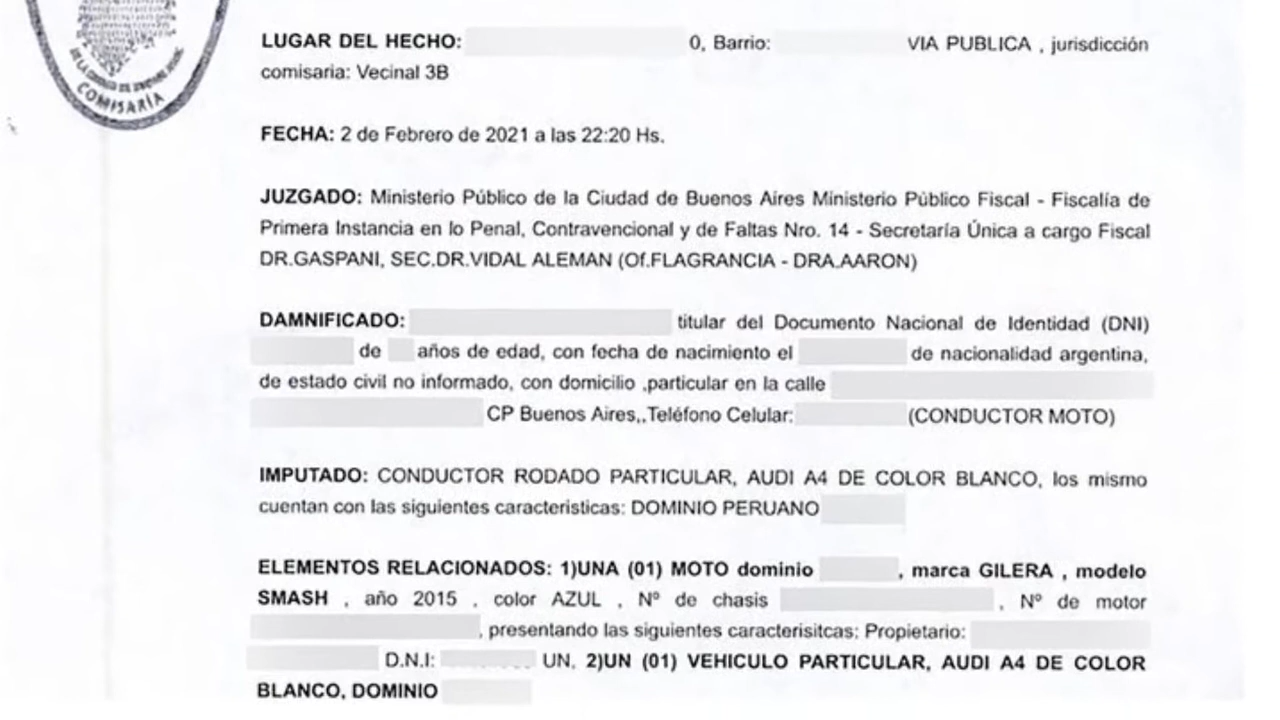 COMISARÍA
LUGAR DEL HECHO: 0, Barrio: VIA PUBLICA , jurisdicción
comisaria: Vecinal 3B
FECHA: 2 de Febrero de 2021 a las 22:20 Hs.
JUZGADO: Ministerio Público de la Ciudad de Buenos Aires Ministerio Público Fiscal - Fiscalía de
Primera Instancia en lo Penal, Contravencional y de Faltas Nro. 14 - Secretaría Única a cargo Fiscal
DR.GASPANI, SEC.DR.VIDAL ALEMAN (Of.FLAGRANCIA - DRA.AARON)
DAMNIFICADO: titular del Documento Nacional de Identidad (DNI)
de años de edad, con fecha de nacimiento el de nacionalidad argentina,
de estado civil no informado, con domicilio ,particular en la calle
CP Buenos Aires,,Teléfono Celular: (CONDUCTOR MOTO)
IMPUTADO: CONDUCTOR RODADO PARTICULAR, AUDI A4 DE COLOR BLANCO, los mismo
cuentan con las siguientes caracteristicas: DOMINIO PERUANO
ELEMENTOS RELACIONADOS: 1)UNA (01) MOTO dominio , marca GILERA , modelo
SMASH , año 2015 , color AZUL , Nº de chasis , Nº de motor
, presentando las siguientes caracterisitcas: Propietario:
D.N.I: UN, 2)UN (01) VEHICULO PARTICULAR, AUDI A4 DE COLOR
BLANCO, DOMINIO